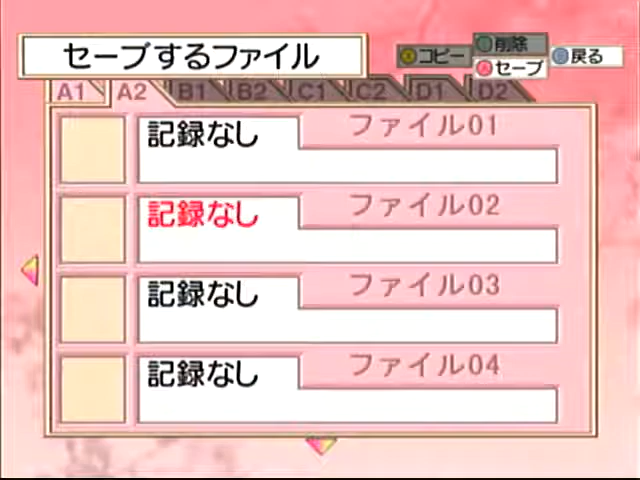 セーブするファイル
コピー
削除
セーブ
戻る
A1 A2 B1 B2 C1 C2 D1 D2
記録なし ファイル01
記録なし ファイル02
記録なし ファイル03
記録なし ファイル04